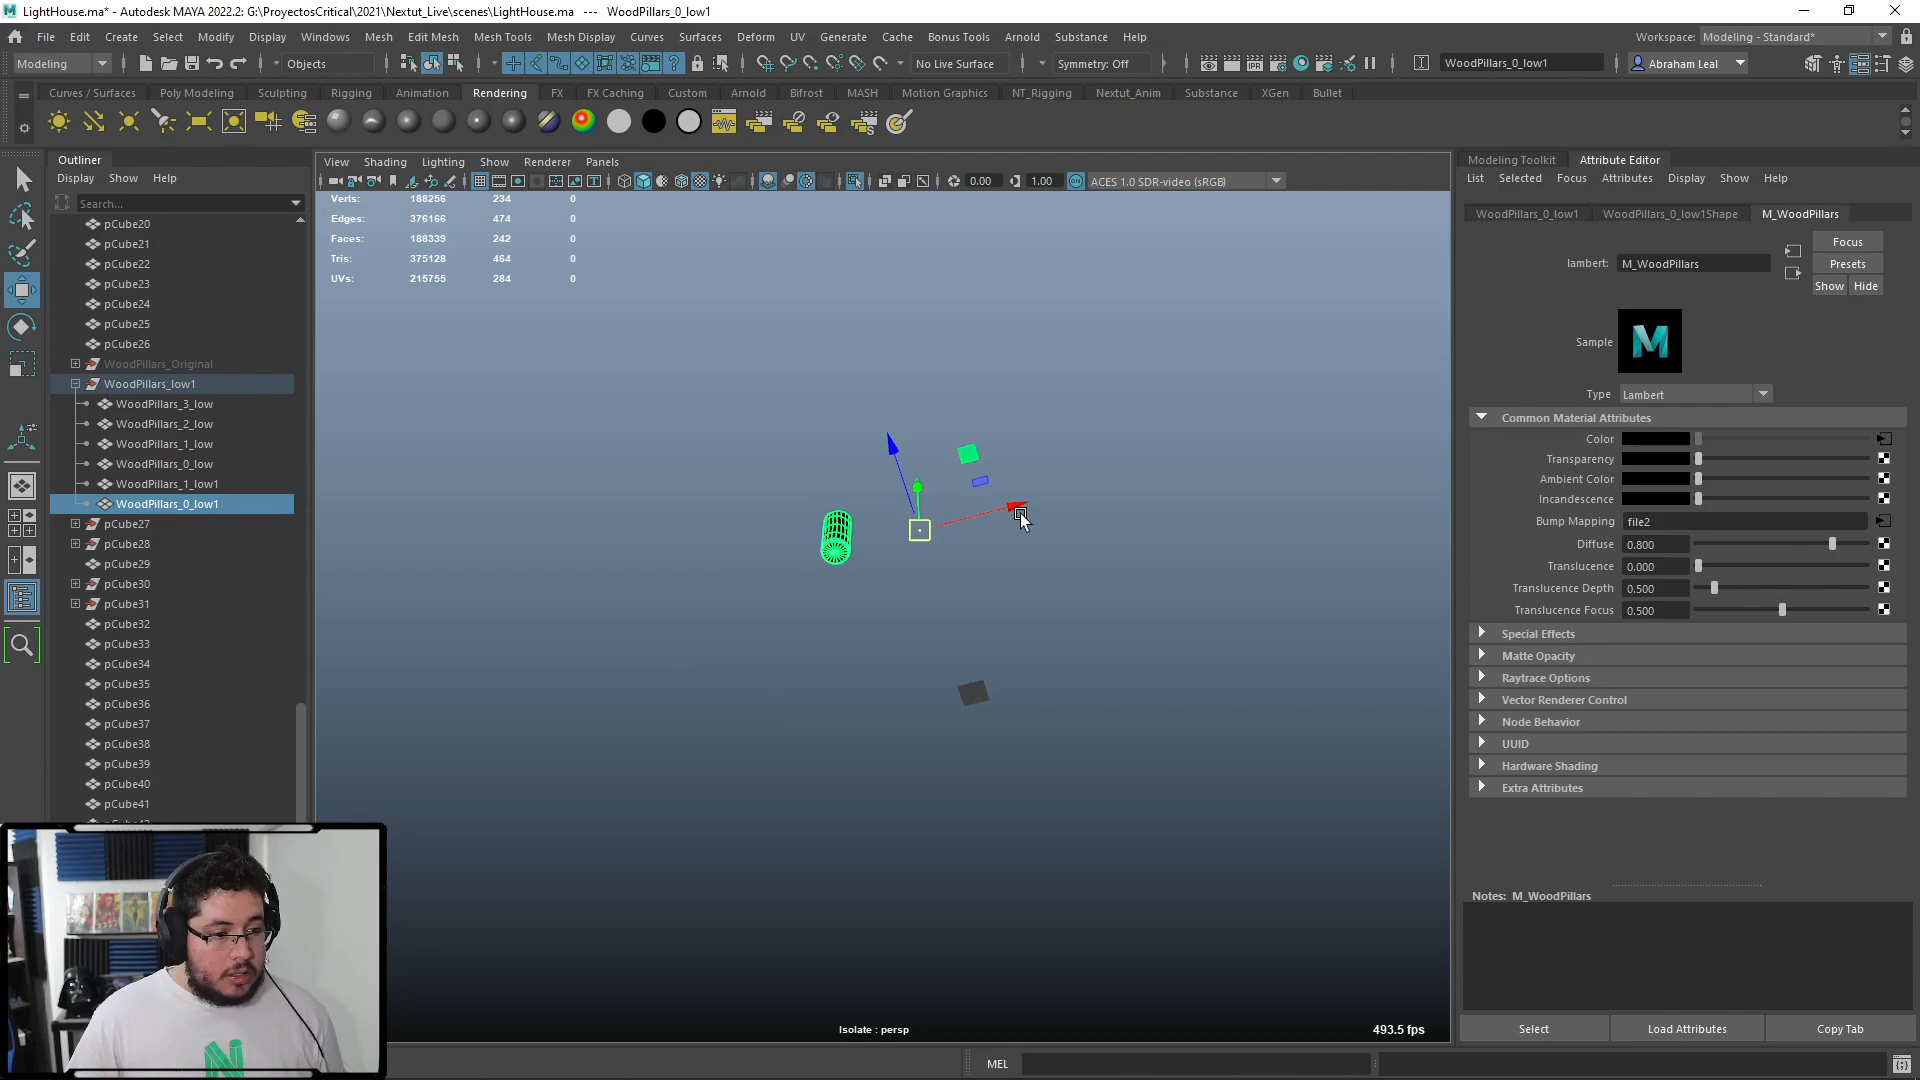 LightHouse.ma* - Autodesk MAYA 2022.2: G:\ProyectosCritical\2021\Nextut_Live\scenes\LightHouse.ma --- WoodPillars_0_low1
File Edit Create Select Modify Display Windows Mesh Edit Mesh Mesh Tools Mesh Display Curves Surfaces Deform UV Generate Cache Bonus Tools Arnold Substance Help
Workspace: Modeling - Standard*
Modeling Objects No Live Surface Symmetry: Off WoodPillars_0_low1 Abraham Leal
Curves / Surfaces Poly Modeling Sculpting Rigging Animation Rendering FX FX Caching Custom Arnold Bifrost MASH Motion Graphics NT_Rigging Nextut_Anim Substance XGen Bullet
Outliner
Display Show Help
Search...
pCube20
pCube21
pCube22
pCube23
pCube24
pCube25
pCube26
WoodPillars_Original
WoodPillars_low1
WoodPillars_3_low
WoodPillars_2_low
WoodPillars_1_low
WoodPillars_0_low
WoodPillars_1_low1
WoodPillars_0_low1
pCube27
pCube28
pCube29
pCube30
pCube31
pCube32
pCube33
pCube34
pCube35
pCube36
pCube37
pCube38
pCube39
pCube40
pCube41
View Shading Lighting Show Renderer Panels
0.00 1.00 ON ACES 1.0 SDR-video (sRGB)
Verts: 188256 234 0
Edges: 376166 474 0
Faces: 188339 242 0
Tris: 375128 464 0
UVs: 215755 284 0
Isolate : persp
493.5 fps
MEL
Modeling Toolkit Attribute Editor
List Selected Focus Attributes Display Show Help
WoodPillars_0_low1 WoodPillars_0_low1Shape M_WoodPillars
lambert: M_WoodPillars
Focus
Presets
Show Hide
Sample
Type Lambert
Common Material Attributes
Color
Transparency
Ambient Color
Incandescence
Bump Mapping file2
Diffuse 0.800
Translucence 0.000
Translucence Depth 0.500
Translucence Focus 0.500
Special Effects
Matte Opacity
Raytrace Options
Vector Renderer Control
Node Behavior
UUID
Hardware Shading
Extra Attributes
Notes: M_WoodPillars
Select Load Attributes Copy Tab